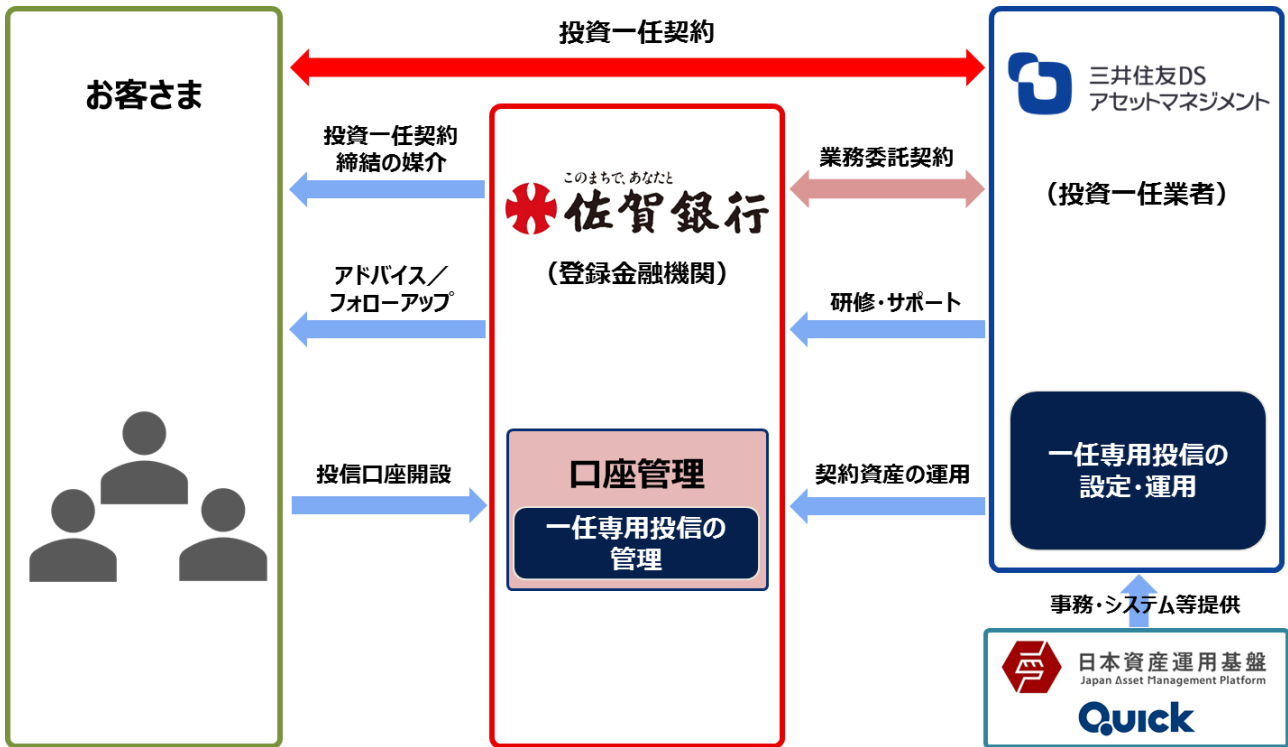 投資一任契約
お客さま
三井住友DS
アセットマネジメント
(投資一任業者)
投資一任契約
締結の媒介
このまちで、あなたと
佐賀銀行
(登録金融機関)
業務委託契約
アドバイス/
フォローアップ
研修・サポート
投信口座開設
口座管理
一任専用投信の
管理
契約資産の運用
一任専用投信の
設定・運用
事務・システム等提供
日本資産運用基盤
Japan Asset Management Platform
QUICK